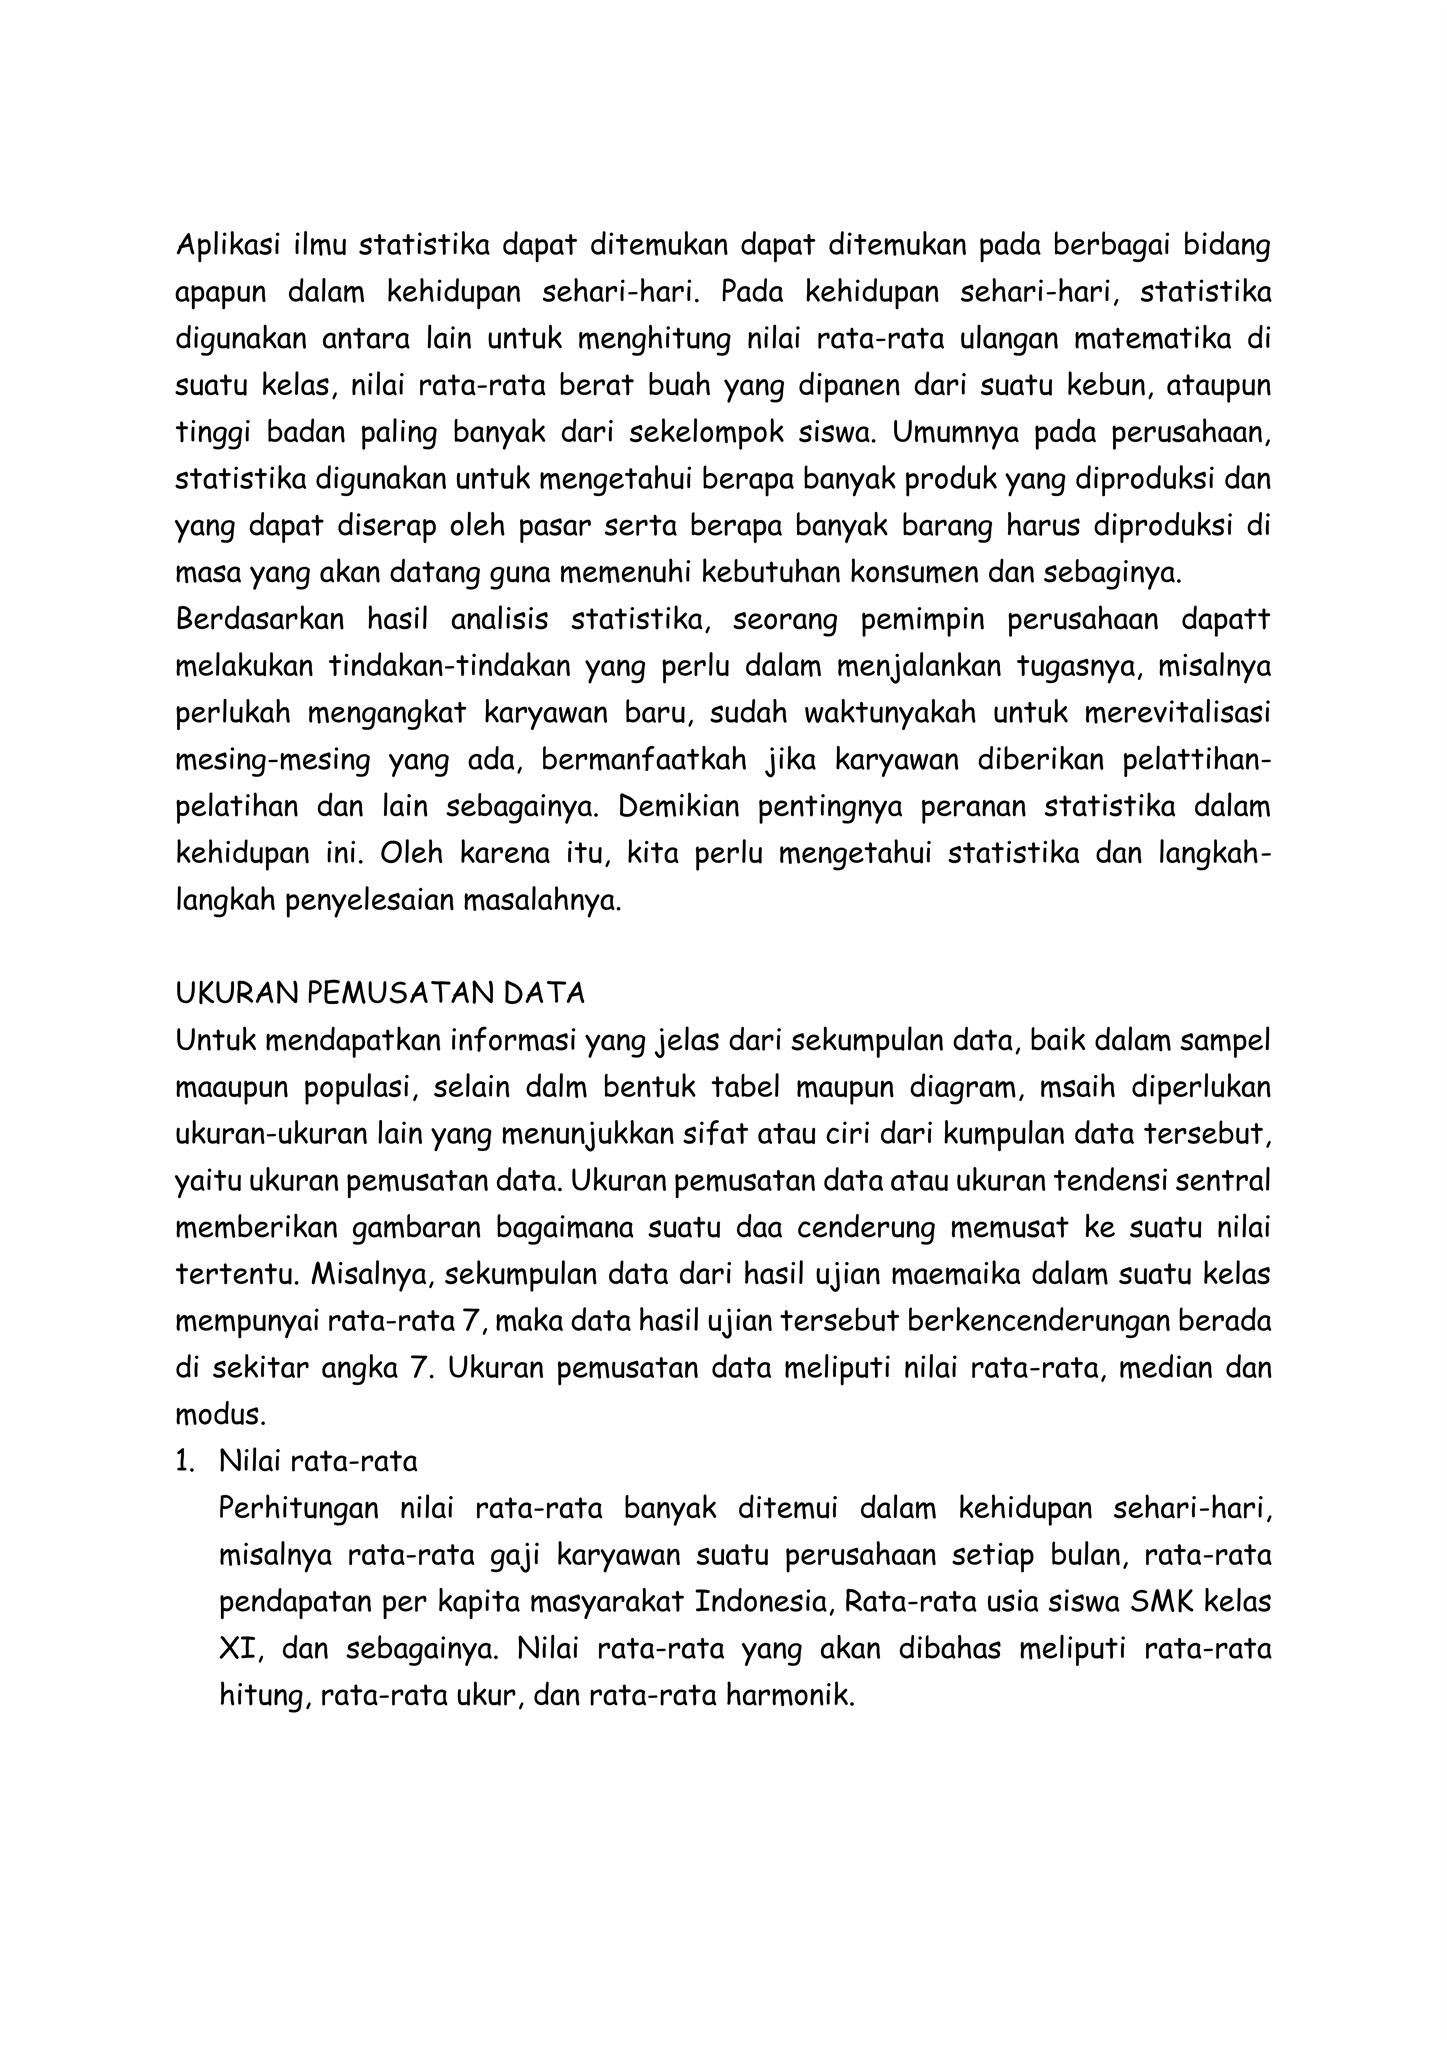 Aplikasi ilmu statistika dapat ditemukan dapat ditemukan pada berbagai bidang
apapun dalam kehidupan sehari-hari. Pada kehidupan sehari-hari, statistika
digunakan antara lain untuk menghitung nilai rata-rata ulangan matematika di
suatu kelas, nilai rata-rata berat buah yang dipanen dari suatu kebun, ataupun
tinggi badan paling banyak dari sekelompok siswa. Umumnya pada perusahaan,
statistika digunakan untuk mengetahui berapa banyak produk yang diproduksi dan
yang dapat diserap oleh pasar serta berapa banyak barang harus diproduksi di
masa yang akan datang guna memenuhi kebutuhan konsumen dan sebaginya.
Berdasarkan hasil analisis statistika, seorang pemimpin perusahaan dapatt
melakukan tindakan-tindakan yang perlu dalam menjalankan tugasnya, misalnya
perlukah mengangkat karyawan baru, sudah waktunyakah untuk merevitalisasi
mesing-mesing yang ada, bermanfaatkah jika karyawan diberikan pelattihan-
pelatihan dan lain sebagainya. Demikian pentingnya peranan statistika dalam
kehidupan ini. Oleh karena itu, kita perlu mengetahui statistika dan langkah-
langkah penyelesaian masalahnya.
UKURAN PEMUSATAN DATA
Untuk mendapatkan informasi yang jelas dari sekumpulan data, baik dalam sampel
maaupun populasi, selain dalm bentuk tabel maupun diagram, msaih diperlukan
ukuran-ukuran lain yang menunjukkan sifat atau ciri dari kumpulan data tersebut,
yaitu ukuran pemusatan data. Ukuran pemusatan data atau ukuran tendensi sentral
memberikan gambaran bagaimana suatu daa cenderung memusat ke suatu nilai
tertentu. Misalnya, sekumpulan data dari hasil ujian maemaika dalam suatu kelas
mempunyai rata-rata 7, maka data hasil ujian tersebut berkencenderungan berada
di sekitar angka 7. Ukuran pemusatan data meliputi nilai rata-rata, median dan
modus.
1. Nilai rata-rata
Perhitungan nilai rata-rata banyak ditemui dalam kehidupan sehari-hari,
misalnya rata-rata gaji karyawan suatu perusahaan setiap bulan, rata-rata
pendapatan per kapita masyarakat Indonesia, Rata-rata usia siswa SMK kelas
XI, dan sebagainya. Nilai rata-rata yang akan dibahas meliputi rata-rata
hitung, rata-rata ukur, dan rata-rata harmonik.